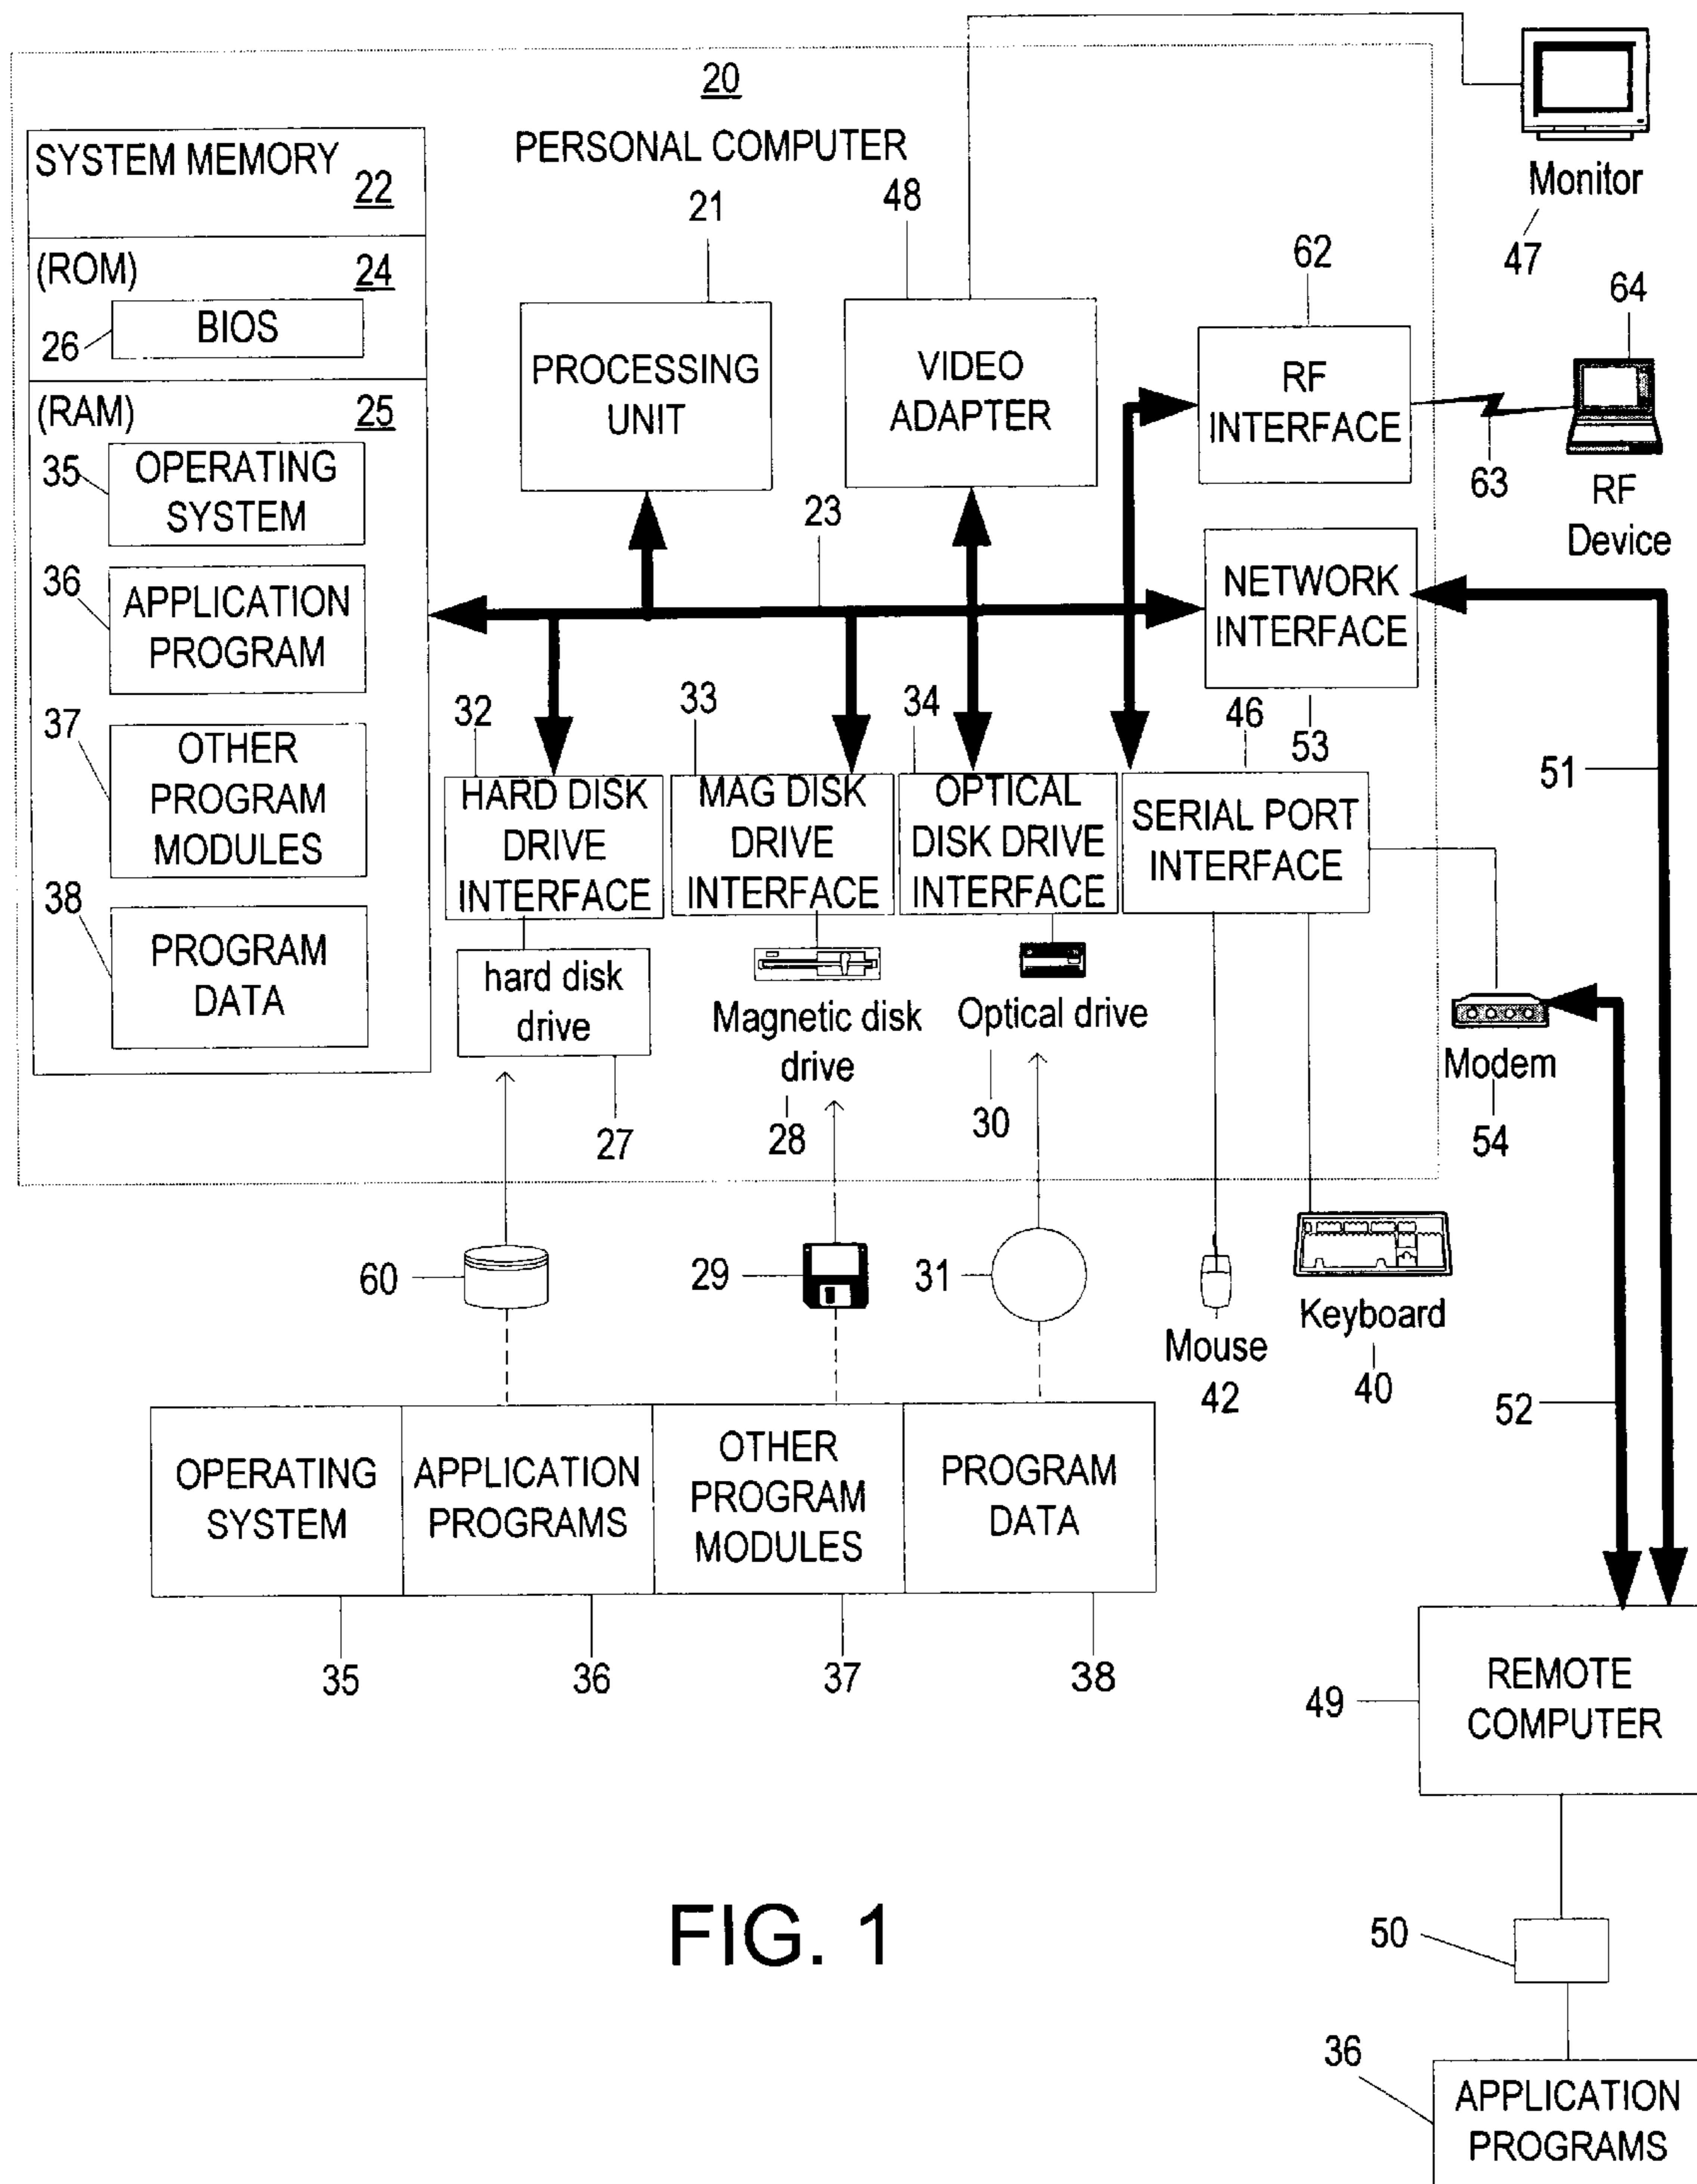 20
PERSONAL COMPUTER
SYSTEM MEMORY
22
(ROM)
24
26
BIOS
(RAM)
25
35
OPERATING
SYSTEM
36
APPLICATION
PROGRAM
37
OTHER
PROGRAM
MODULES
38
PROGRAM
DATA
21
PROCESSING
UNIT
48
VIDEO
ADAPTER
62
RF
INTERFACE
Monitor
47
64
63
RF
Device
23
NETWORK
INTERFACE
53
51
32
HARD DISK
DRIVE
INTERFACE
33
MAG DISK
DRIVE
INTERFACE
34
OPTICAL
DISK DRIVE
INTERFACE
46
SERIAL PORT
INTERFACE
hard disk
drive
27
Magnetic disk
drive
28
Optical drive
30
Modem
54
60
29
31
Mouse
42
Keyboard
40
52
OPERATING
SYSTEM
APPLICATION
PROGRAMS
OTHER
PROGRAM
MODULES
PROGRAM
DATA
35
36
37
38
49
REMOTE
COMPUTER
FIG. 1
50
36
APPLICATION
PROGRAMS